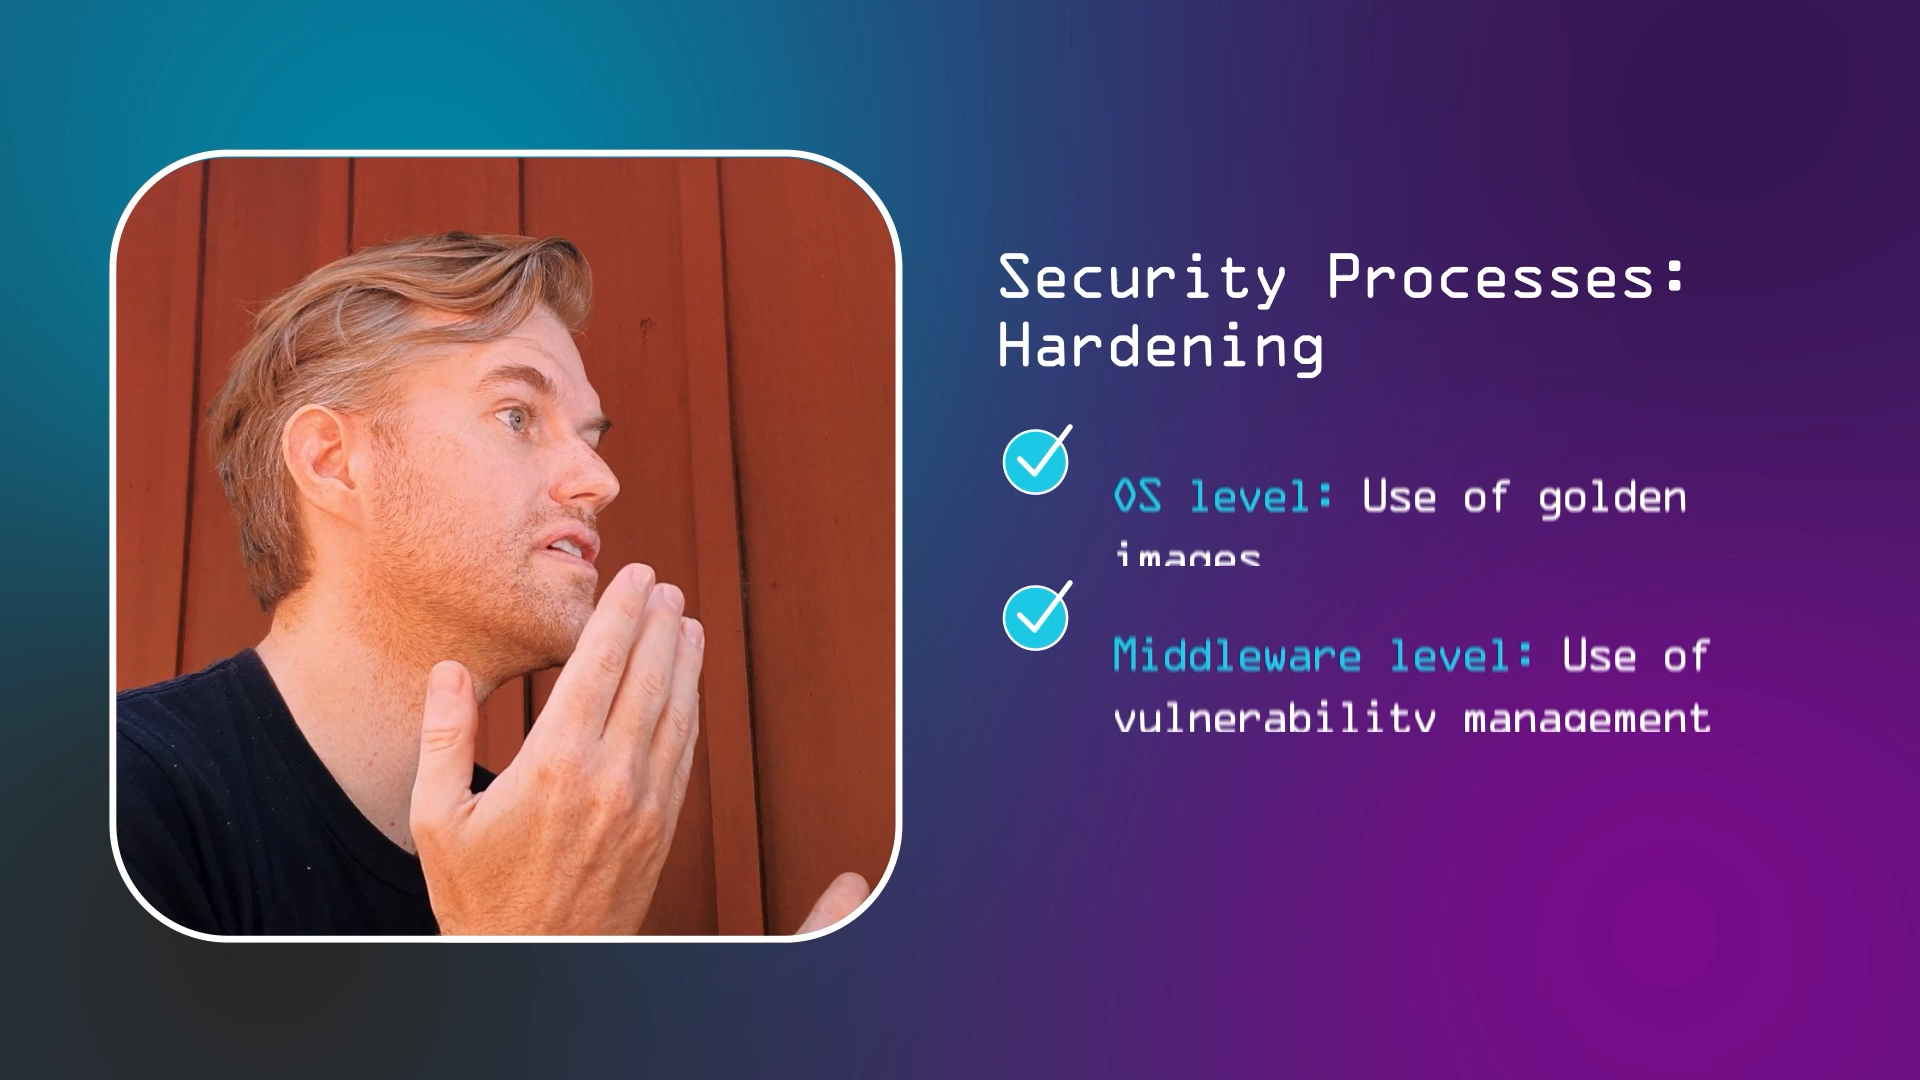 Security Processes:
Hardening
OS level: Use of golden
images
Middleware level: Use of
vulnerability management